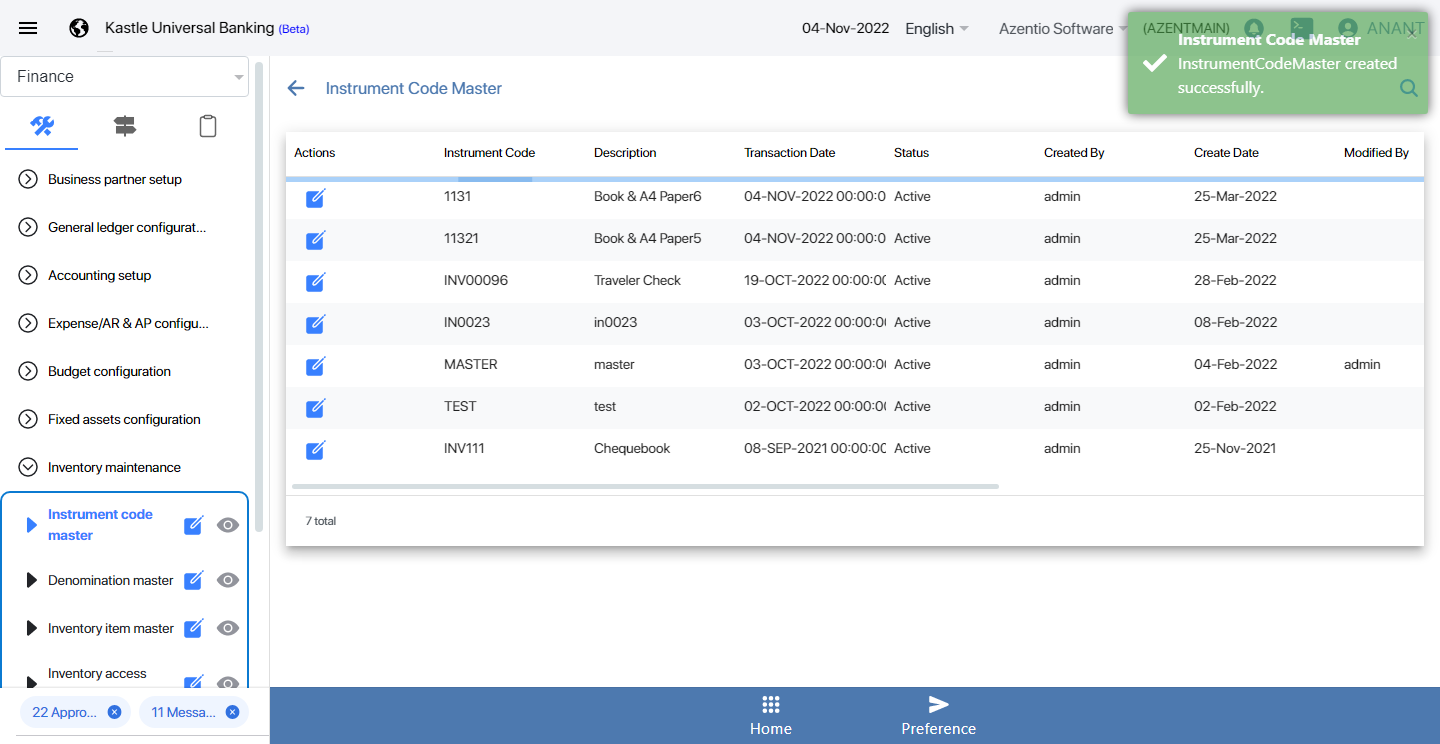 Kastle Universal Banking (Beta)
04-Nov-2022
English
Azentio Software
(AZENTMAIN)
ANANT
Instrument Code Master
InstrumentCodeMaster created
successfully.
×
Finance
Instrument Code Master
Business partner setup
General ledger configurat...
Accounting setup
Expense/AR & AP configu...
Budget configuration
Fixed assets configuration
Inventory maintenance
Instrument code
master
Denomination master
Inventory item master
Inventory access
22 Appro...
11 Messa...
Actions Instrument Code Description Transaction Date Status Created By Create Date Modified By
1131 Book & A4 Paper6 04-NOV-2022 00:00:0 Active admin 25-Mar-2022
11321 Book & A4 Paper5 04-NOV-2022 00:00:0 Active admin 25-Mar-2022
INV00096 Traveler Check 19-OCT-2022 00:00:00 Active admin 28-Feb-2022
IN0023 in0023 03-OCT-2022 00:00:00 Active admin 08-Feb-2022
MASTER master 03-OCT-2022 00:00:00 Active admin 04-Feb-2022 admin
TEST test 02-OCT-2022 00:00:00 Active admin 02-Feb-2022
INV111 Chequebook 08-SEP-2021 00:00:00 Active admin 25-Nov-2021
7 total
Home
Preference